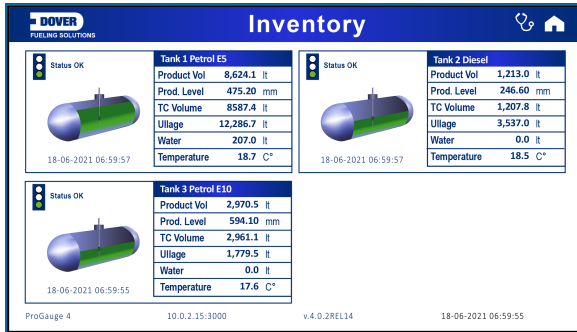 DOVER
FUELING SOLUTIONS
Inventory
Status OK
Tank 1 Petrol E5
Product Vol 8,624.1 lt
Prod. Level 475.20 mm
TC Volume 8587.4 lt
Ullage 12,286.7 lt
Water 207.0 lt
Temperature 18.7 C°
18-06-2021 06:59:57
Status OK
Tank 2 Diesel
Product Vol 1,213.0 lt
Prod. Level 246.60 mm
TC Volume 1,207.8 lt
Ullage 3,537.0 lt
Water 0.0 lt
Temperature 18.5 C°
18-06-2021 06:59:57
Status OK
Tank 3 Petrol E10
Product Vol 2,970.5 lt
Prod. Level 594.10 mm
TC Volume 2,961.1 lt
Ullage 1,779.5 lt
Water 0.0 lt
Temperature 17.6 C°
18-06-2021 06:59:55
ProGauge 4 10.0.2.15:3000 v.4.0.2REL14 18-06-2021 06:59:55